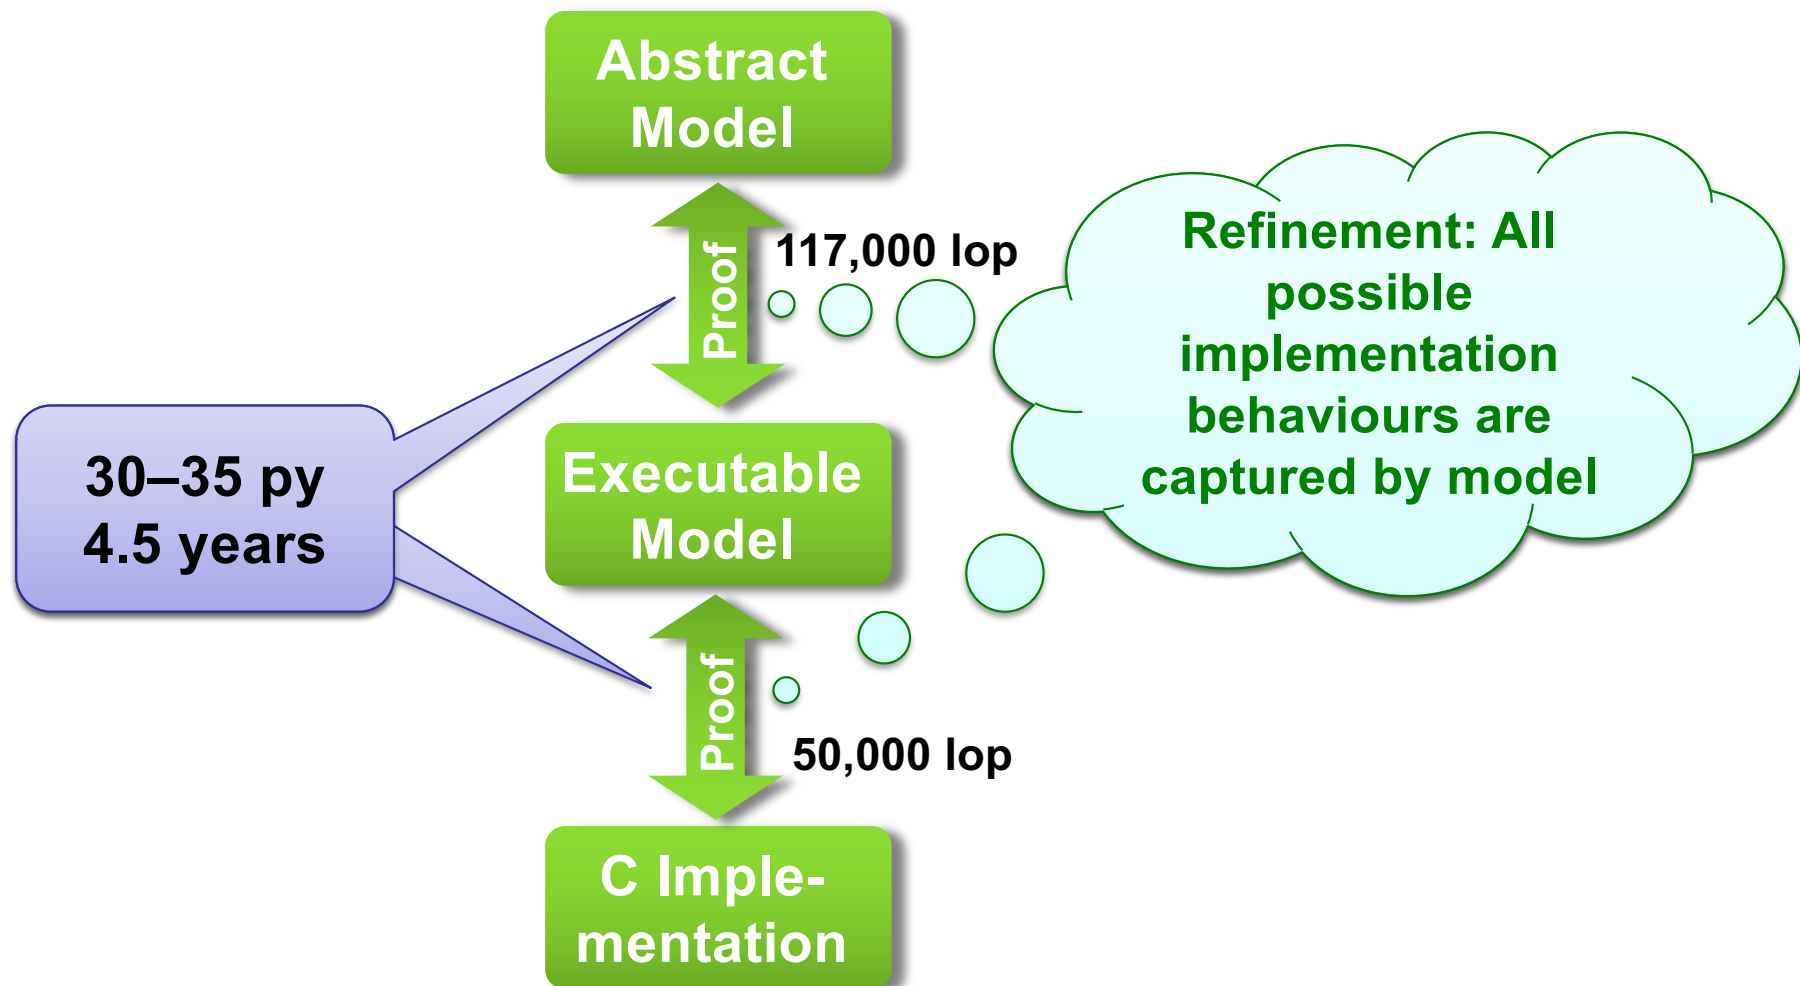 Abstract
Model
Proof
117,000 lop
Refinement: All
possible
implementation
behaviours are
captured by model
30–35 py
4.5 years
Executable
Model
Proof
50,000 lop
C Imple-
mentation